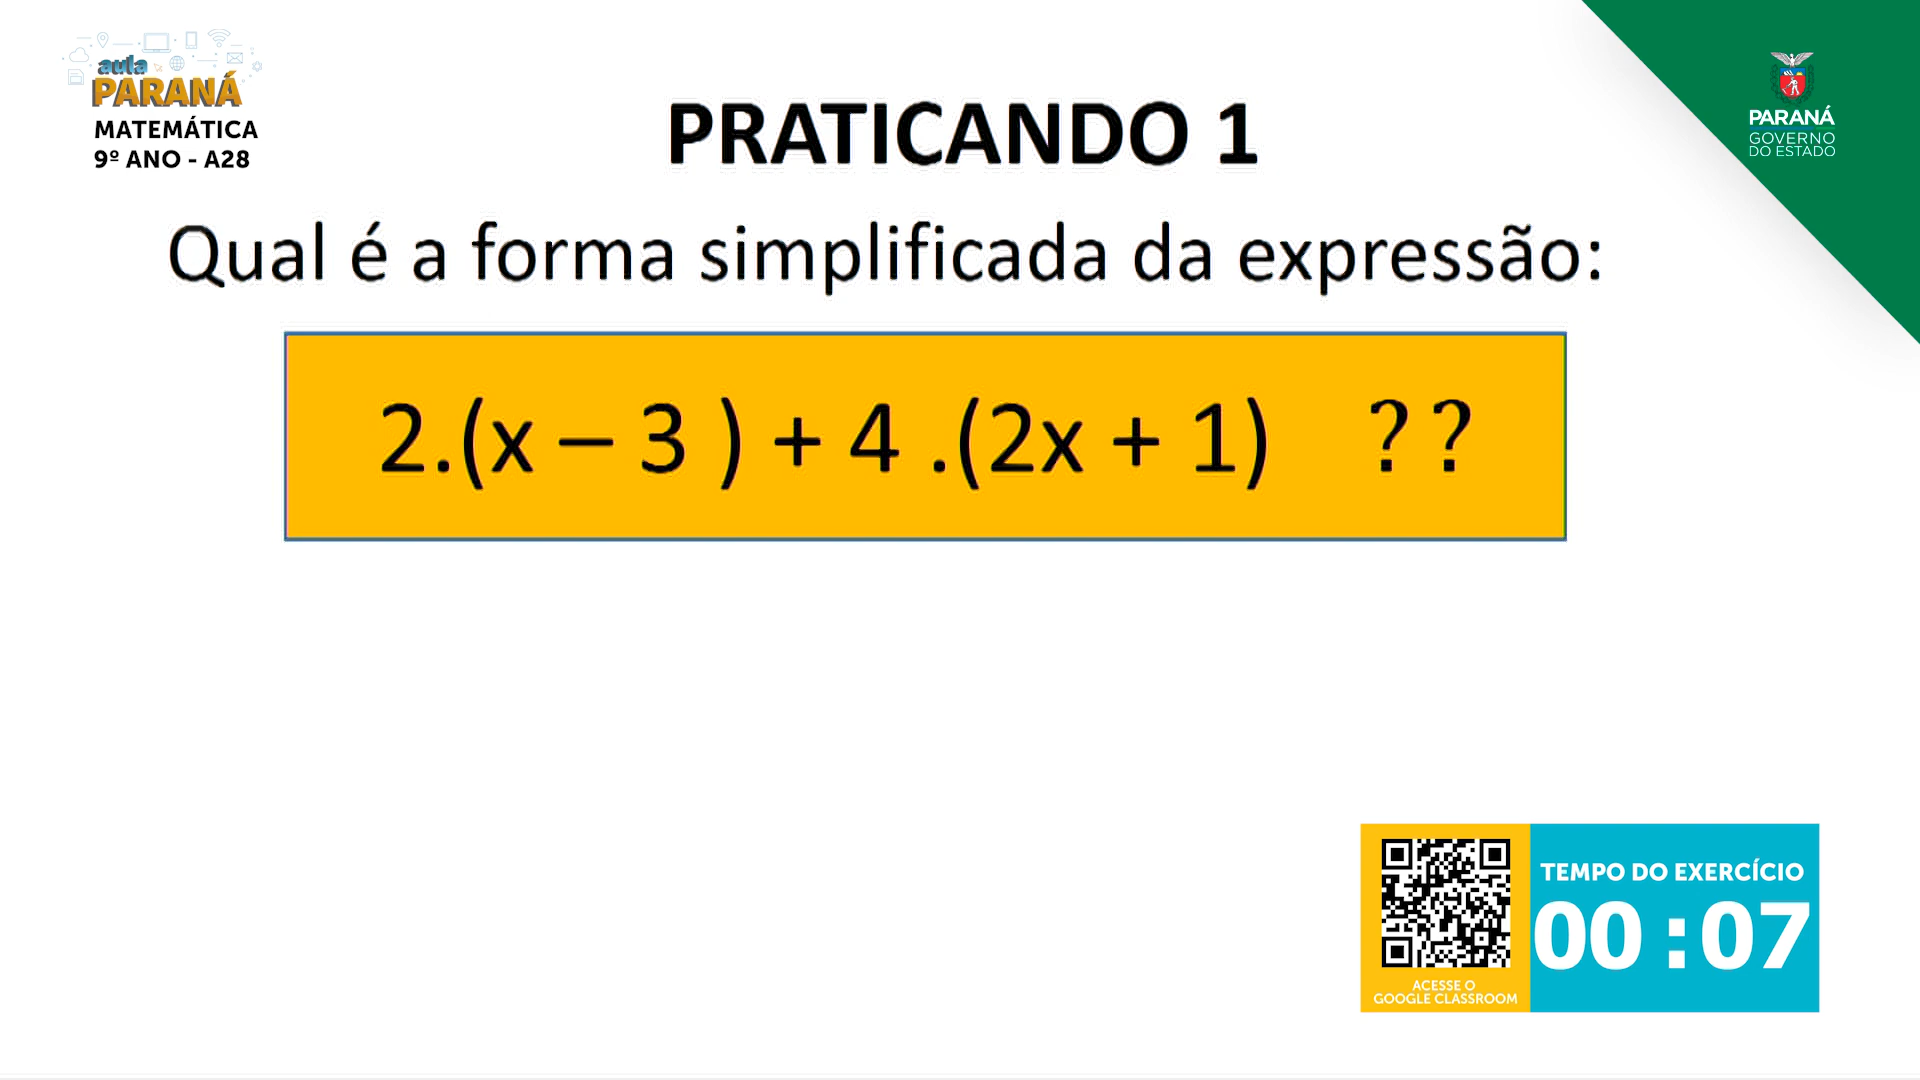 aula
PARANÁ
MATEMÁTICA
9º ANO - A28
PARANÁ
GOVERNO
DO ESTADO
PRATICANDO 1
Qual é a forma simplificada da expressão:
2.(x – 3 ) + 4 .(2x + 1) ? ?
TEMPO DO EXERCÍCIO
00 : 07
ACESSE O
GOOGLE CLASSROOM